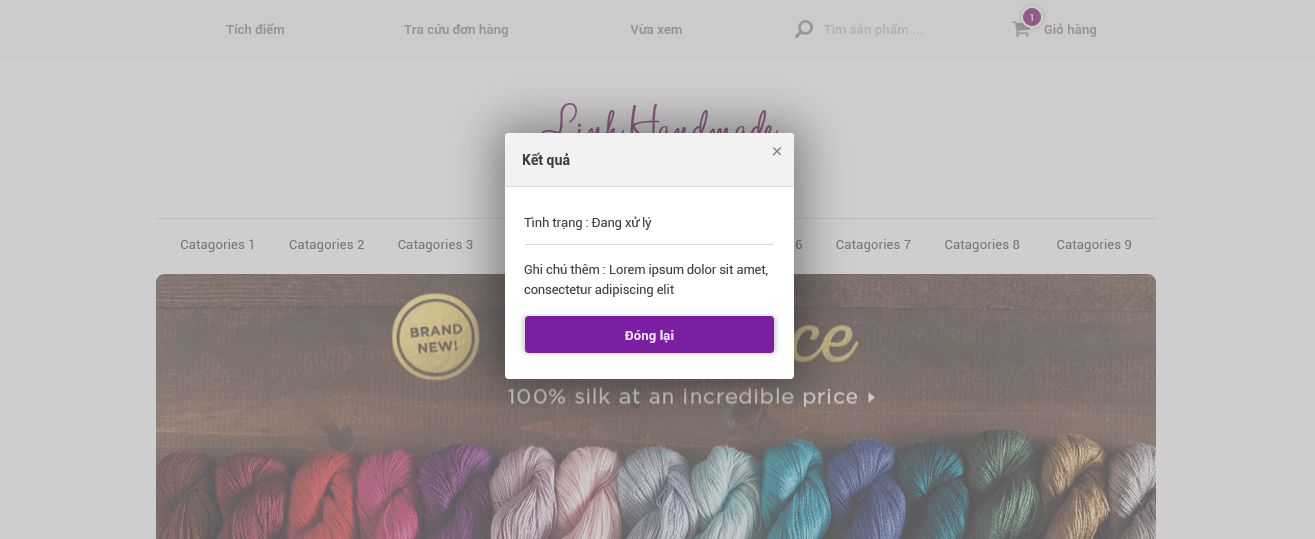 Tích điểm
Tra cứu đơn hàng
Vừa xem
Tìm sản phẩm ...
1
Giỏ hàng
Linh Handmade
Kết quả
×
Tình trạng : Đang xử lý
Ghi chú thêm : Lorem ipsum dolor sit amet,
consectetur adipiscing elit
Đóng lại
Catagories 1
Catagories 2
Catagories 3
6
Catagories 7
Catagories 8
Catagories 9
BRAND
NEW!
ce
100% silk at an incredible price